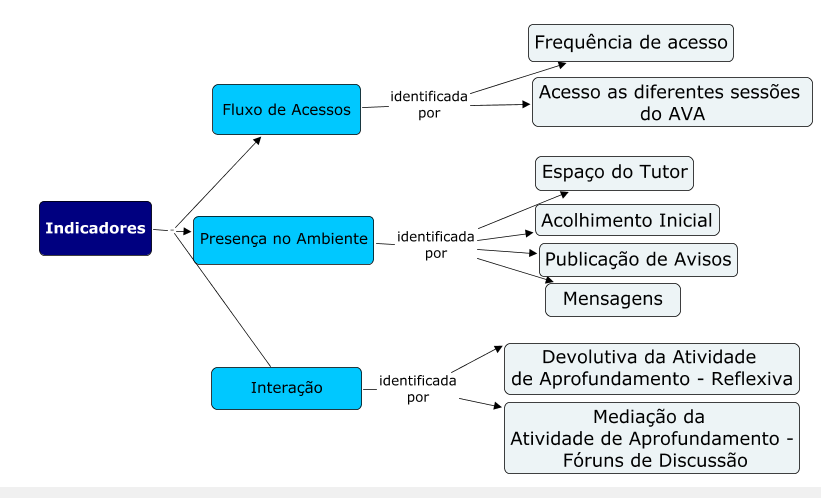 Indicadores
Fluxo de Acessos
identificada
por
Frequência de acesso
Acesso as diferentes sessões
do AVA
Presença no Ambiente
identificada
por
Espaço do Tutor
Acolhimento Inicial
Publicação de Avisos
Mensagens
Interação
identificada
por
Devolutiva da Atividade
de Aprofundamento - Reflexiva
Mediação da
Atividade de Aprofundamento -
Fóruns de Discussão